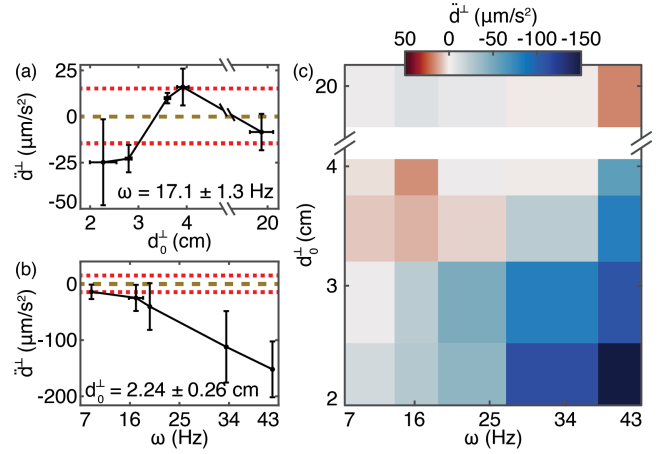 (a)
25
0
-25
-50
d̈⊥ (µm/s²)
ω = 17.1 ± 1.3 Hz
2 3 4 20
d₀⊥ (cm)
(b)
0
-100
-200
d̈⊥ (µm/s²)
d₀⊥ = 2.24 ± 0.26 cm
7 16 25 34 43
ω (Hz)
(c)
d̈⊥ (µm/s²)
50 0 -50 -100 -150
20
4
3
2
d₀⊥ (cm)
7 16 25 34 43
ω (Hz)